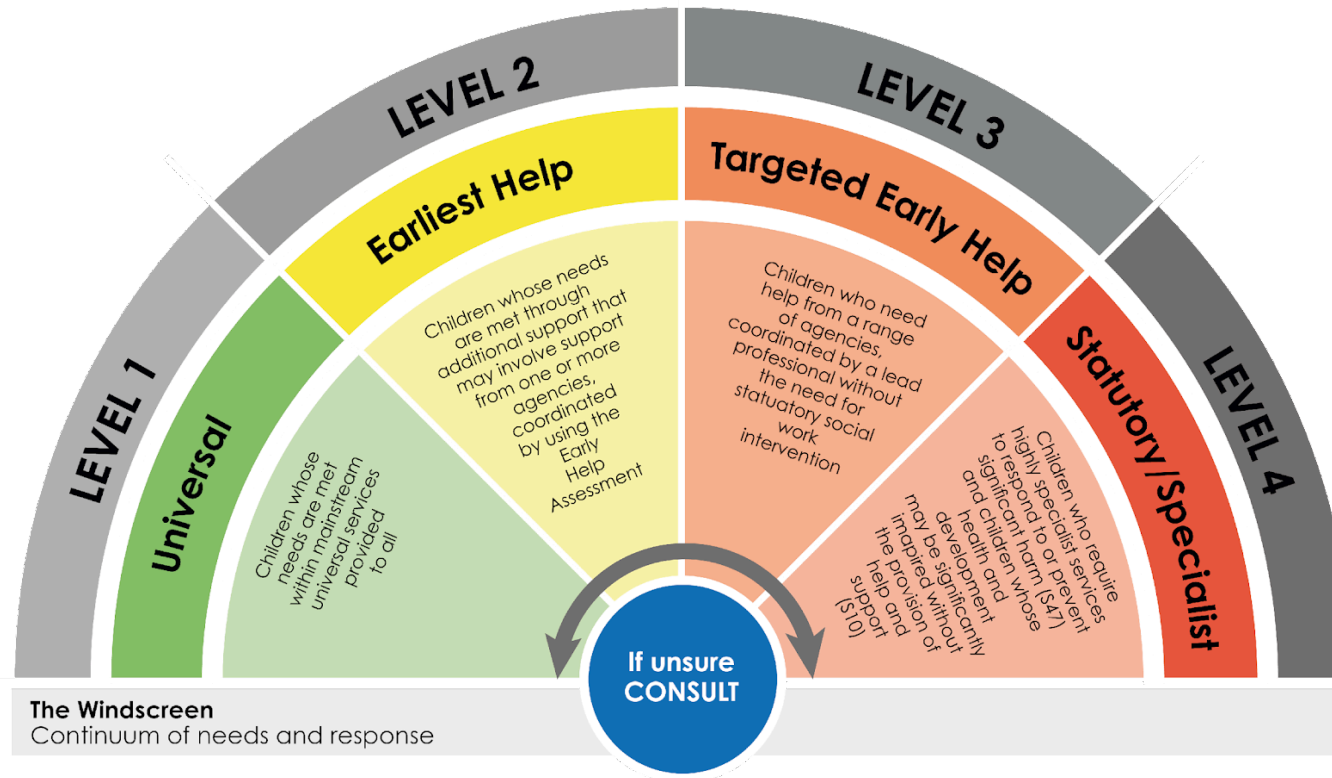 LEVEL 1
Universal
Children whose
needs are met
within mainstream
universal services
provided
to all
LEVEL 2
Earliest Help
Children whose needs
are met through
additional support that
may involve support
from one or more
agencies,
coordinated
by using the
Early
Help
Assessment
LEVEL 3
Targeted Early Help
Children who need
help from a range
of agencies,
coordinated by a lead
professional without
the need for
statuatory social
work
intervention
LEVEL 4
Statutory/Specialist
Children who require
highly specialist services
to respond to or prevent
significant harm (S47)
and children whose
health and
development
may be significantly
imapired without
the provision of
help and
support
(S10)
If unsure
CONSULT
The Windscreen
Continuum of needs and response